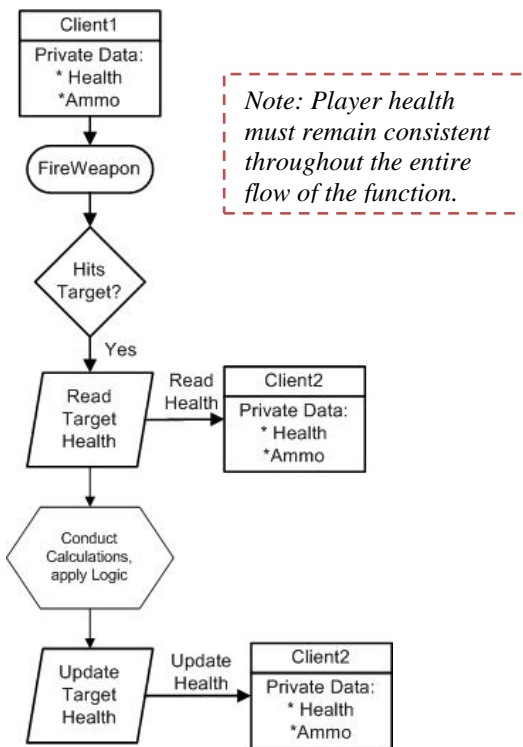 Client1
Private Data:
* Health
*Ammo
Note: Player health
must remain consistent
throughout the entire
flow of the function.
FireWeapon
Hits
Target?
Yes
Read
Target
Health
Read
Health
Client2
Private Data:
* Health
*Ammo
Conduct
Calculations,
apply Logic
Update
Target
Health
Update
Health
Client2
Private Data:
* Health
*Ammo